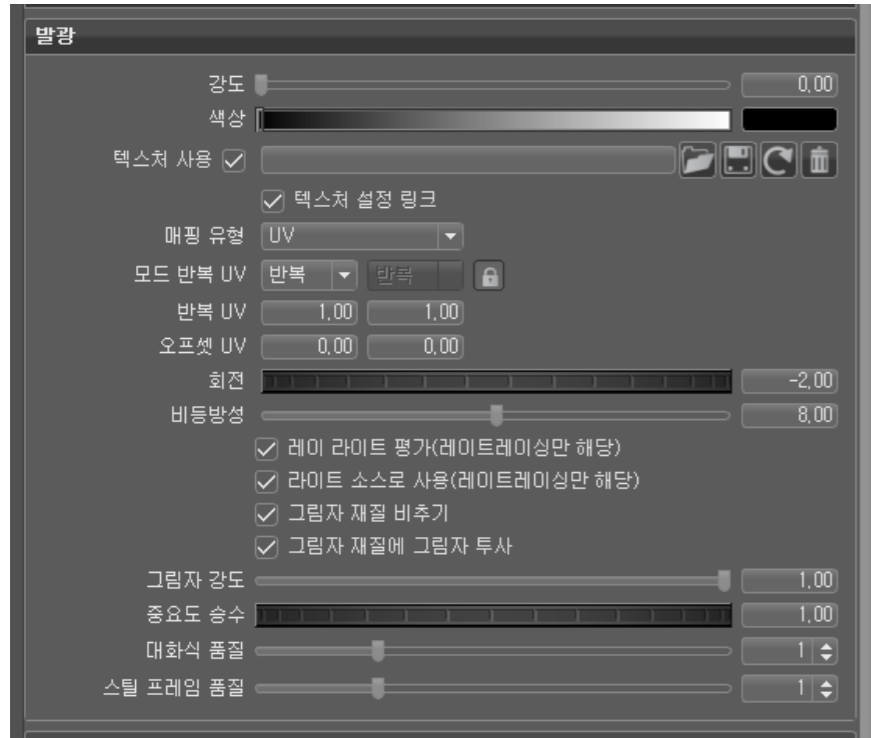 발광
강도 0,00
색상
텍스처 사용
텍스처 설정 링크
매핑 유형 UV
모드 반복 UV 반복 반복
반복 UV 1,00 1,00
오프셋 UV 0,00 0,00
회전 -2,00
비등방성 8,00
레이 라이트 평가(레이트레이싱만 해당)
라이트 소스로 사용(레이트레이싱만 해당)
그림자 재질 비추기
그림자 재질에 그림자 투사
그림자 강도 1,00
중요도 승수 1,00
대화식 품질 1
스틸 프레임 품질 1